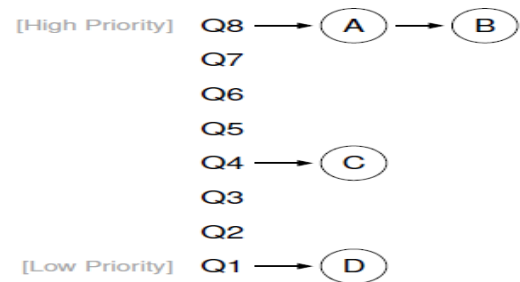 [High Priority] Q8 A B
Q7
Q6
Q5
Q4 C
Q3
Q2
[Low Priority] Q1 D